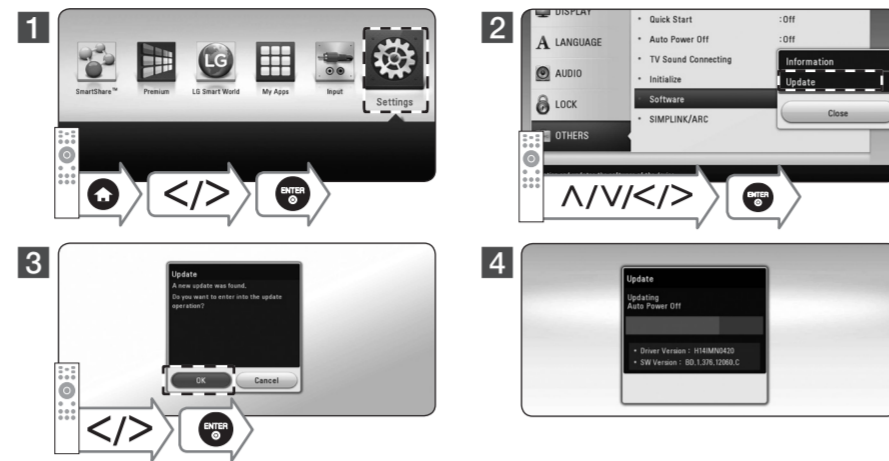 1
LG
SmartShare™ Premium LG Smart World My Apps Input Settings
</> ENTER
2
DISPLAY
LANGUAGE
AUDIO
LOCK
OTHERS
• Quick Start :Off
• Auto Power Off :Off
• TV Sound Connecting
• Initialize
• Software
• SIMPLINK/ARC
Information
Update
Close
∧/∨/</> ENTER
3
Update
A new update was found.
Do you want to enter into the update
operation?
OK Cancel
</> ENTER
4
Update
Updating
Auto Power Off
• Driver Version : H14IMN0420
• SW Version : BD.1.376.12060.C